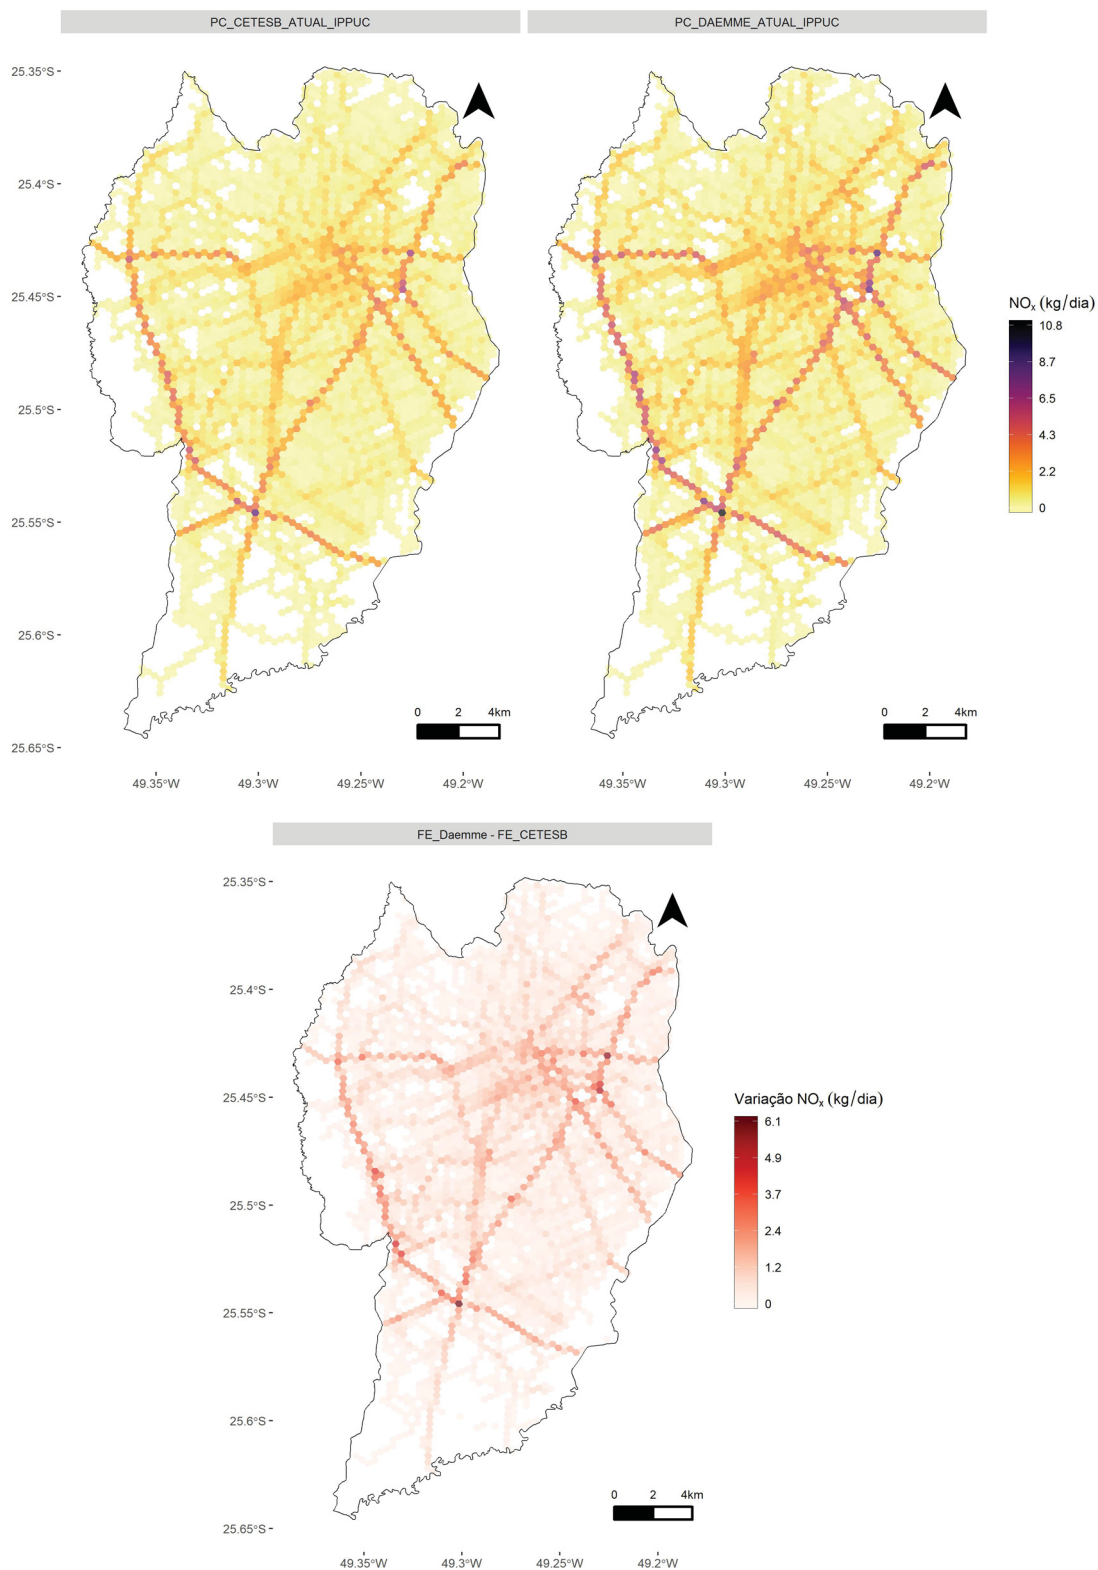 PC_CETESB_ATUAL_IPPUC
PC_DAEMME_ATUAL_IPPUC
25.35°S
25.4°S
25.45°S
25.5°S
25.55°S
25.6°S
25.65°S
0 2 4km
0 2 4km
49.35°W 49.3°W 49.25°W 49.2°W
49.35°W 49.3°W 49.25°W 49.2°W
NOₓ (kg/dia)
10.8
8.7
6.5
4.3
2.2
0
FE_Daemme - FE_CETESB
25.35°S
25.4°S
25.45°S
25.5°S
25.55°S
25.6°S
25.65°S
0 2 4km
49.35°W 49.3°W 49.25°W 49.2°W
Variação NOₓ (kg/dia)
6.1
4.9
3.7
2.4
1.2
0